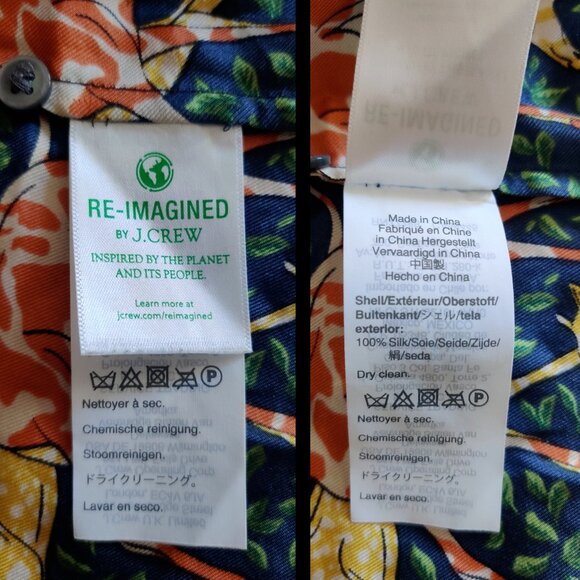 RE-IMAGINED
BY J.CREW
INSPIRED BY THE PLANET
AND ITS PEOPLE.
Learn more at
jcrew.com/reimagined
Nettoyer à sec.
Chemische reinigung.
Stoomreinigen.
ドライクリーニング。
Lavar en seco.
RE-IMAGINED
Made in China
Fabriqué en Chine
in China Hergestellt
Vervaardigd in China
中国製
Hecho en China
Shell/Extérieur/Oberstoff/
Buitenkant/シェル/tela
exterior:
100% Silk/Soie/Seide/Zijde/
絹/seda
Dry clean.
Nettoyer à sec.
Chemische reinigung.
Stoomreinigen.
ドライクリーニング。
Lavar en seco.